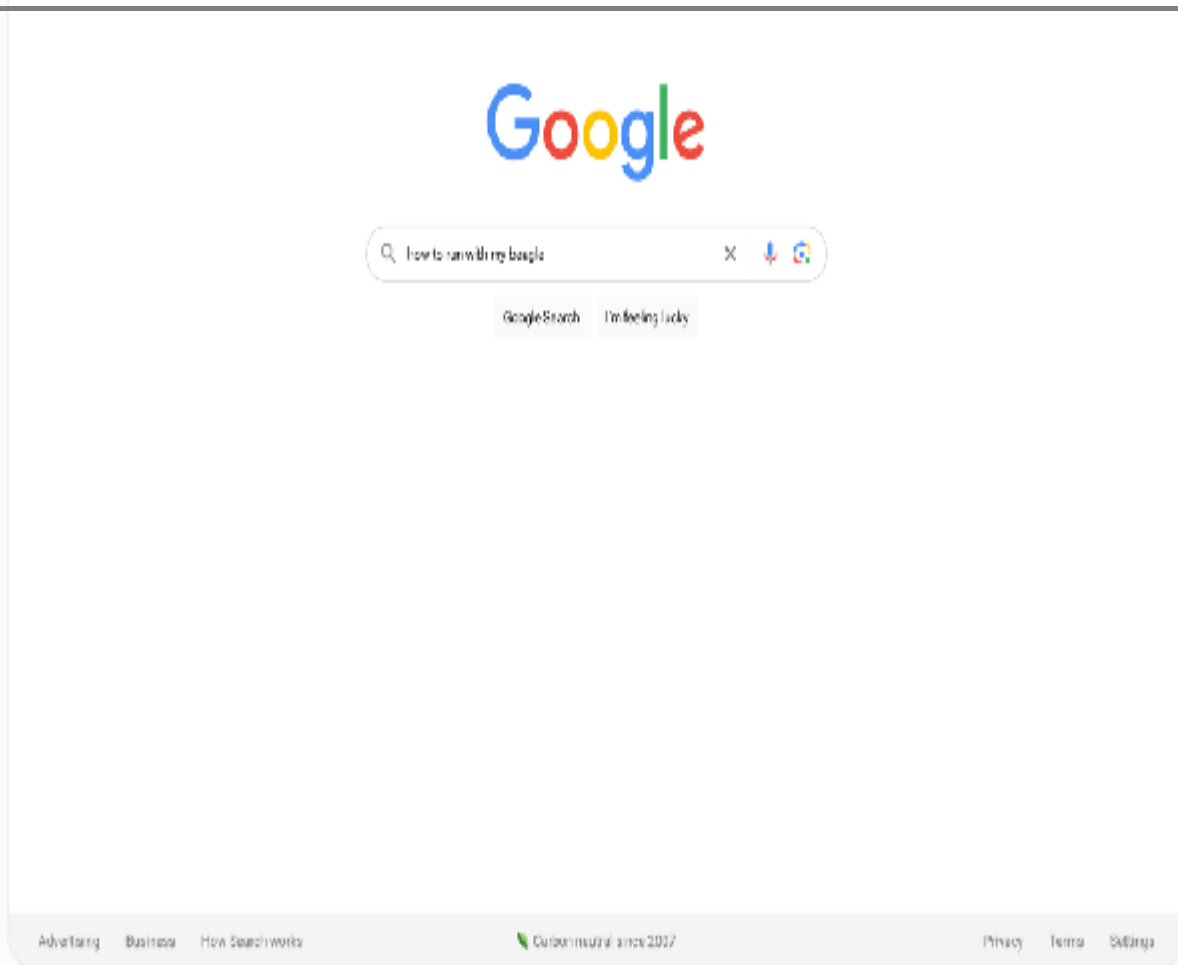 Google
how to run with my beagle
Google Search I'm feeling lucky
Advertising Business How Search works Carbon neutral since 2007 Privacy Terms Settings